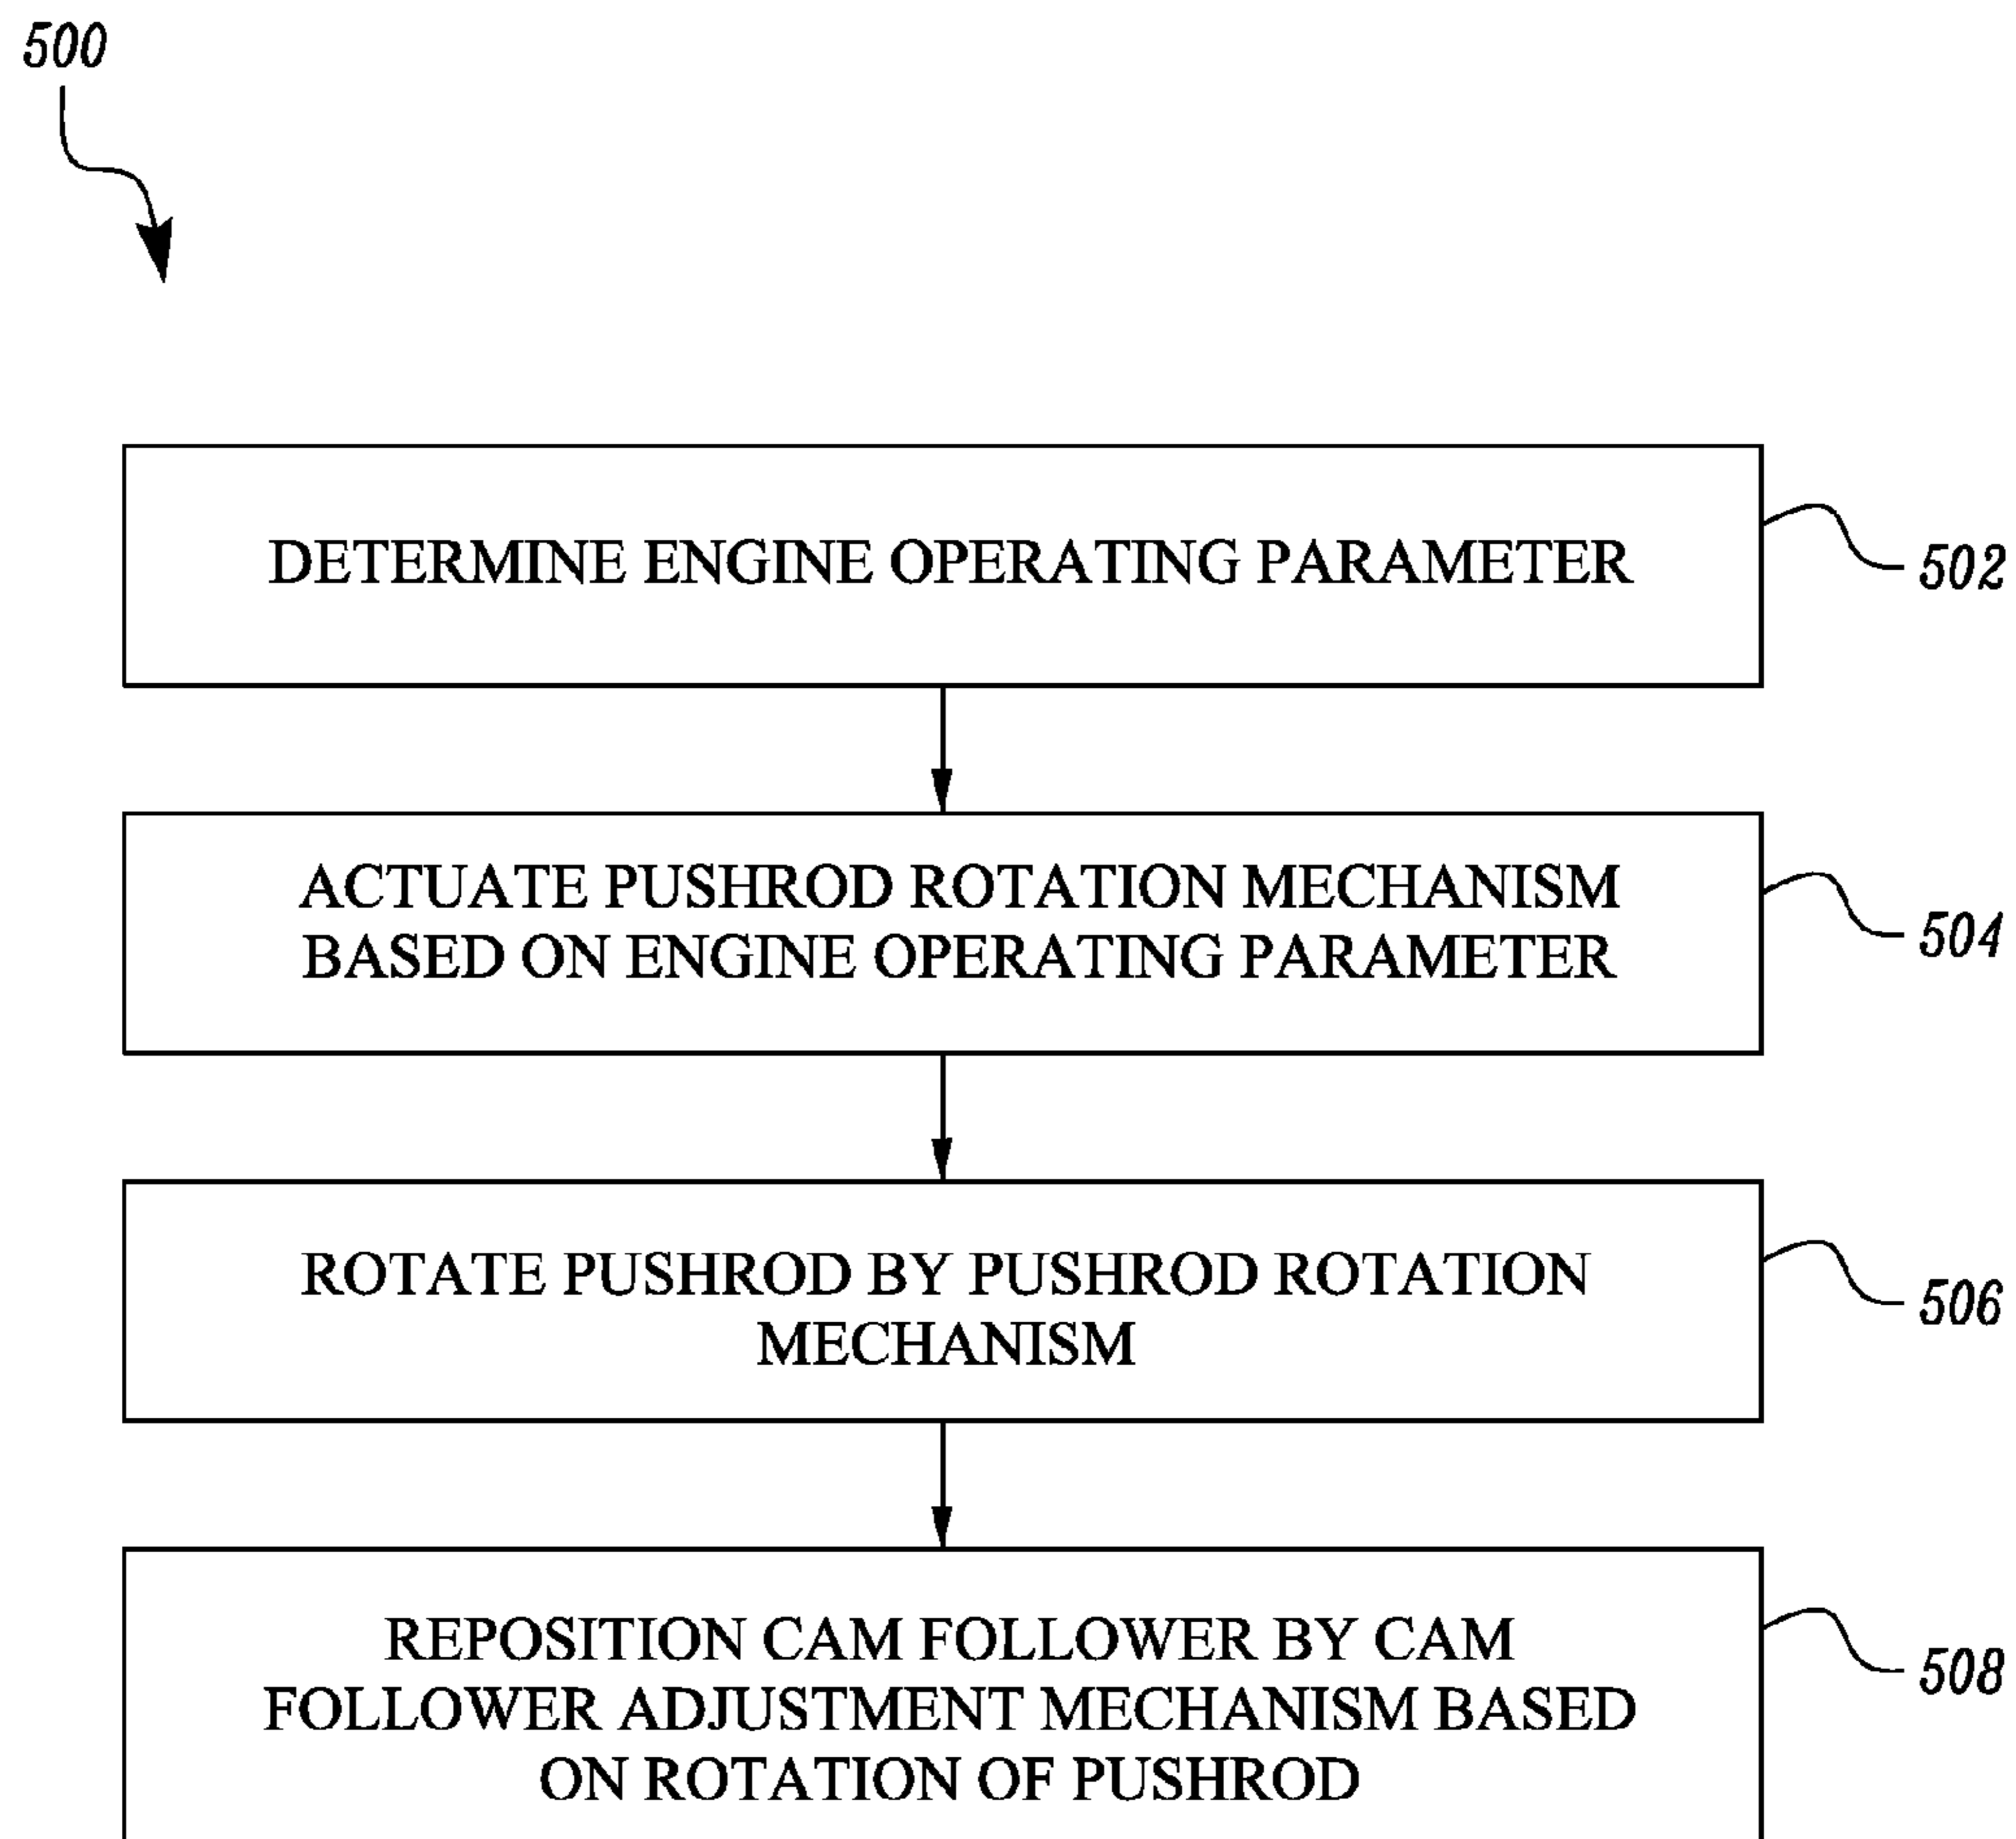 500
DETERMINE ENGINE OPERATING PARAMETER
502
ACTUATE PUSHROD ROTATION MECHANISM
BASED ON ENGINE OPERATING PARAMETER
504
ROTATE PUSHROD BY PUSHROD ROTATION
MECHANISM
506
REPOSITION CAM FOLLOWER BY CAM
FOLLOWER ADJUSTMENT MECHANISM BASED
ON ROTATION OF PUSHROD
508